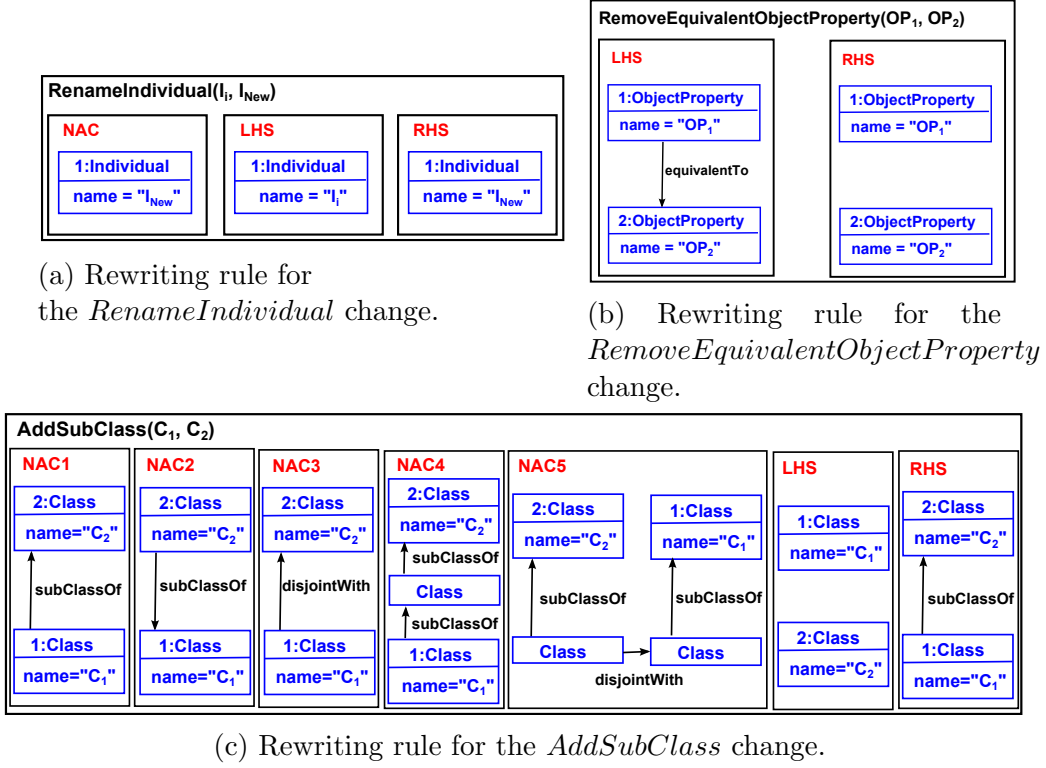 RenameIndividual(I_i, I_New)
NAC
1:Individual
name = "I_New"
LHS
1:Individual
name = "I_i"
RHS
1:Individual
name = "I_New"
(a) Rewriting rule for
the RenameIndividual change.
RemoveEquivalentObjectProperty(OP_1, OP_2)
LHS
1:ObjectProperty
name = "OP_1"
equivalentTo
2:ObjectProperty
name = "OP_2"
RHS
1:ObjectProperty
name = "OP_1"
2:ObjectProperty
name = "OP_2"
(b) Rewriting rule for the
RemoveEquivalentObjectProperty
change.
AddSubClass(C_1, C_2)
NAC1
2:Class
name="C_2"
subClassOf
1:Class
name="C_1"
NAC2
2:Class
name="C_2"
subClassOf
1:Class
name="C_1"
NAC3
2:Class
name="C_2"
disjointWith
1:Class
name="C_1"
NAC4
2:Class
name="C_2"
subClassOf
Class
subClassOf
1:Class
name="C_1"
NAC5
2:Class
name="C_2"
1:Class
name="C_1"
subClassOf
subClassOf
Class
Class
disjointWith
LHS
1:Class
name="C_1"
2:Class
name="C_2"
RHS
2:Class
name="C_2"
subClassOf
1:Class
name="C_1"
(c) Rewriting rule for the AddSubClass change.